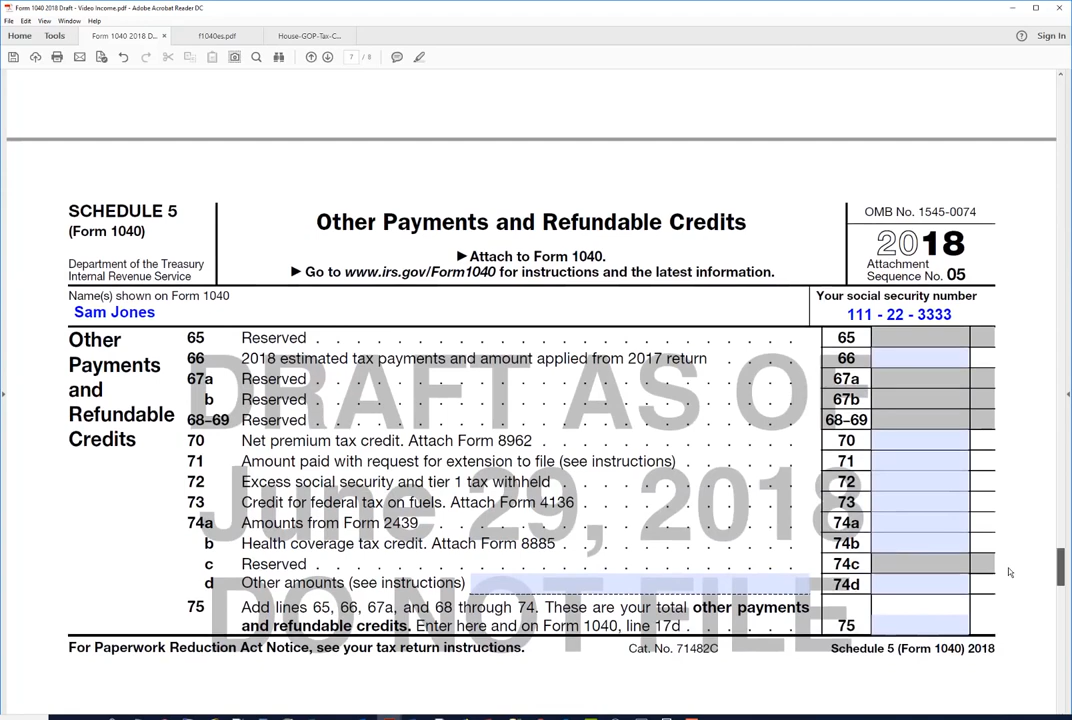 Form 1040 2018 Draft - Video Income.pdf - Adobe Acrobat Reader DC
File Edit View Window Help
Home Tools Form 1040 2018 D... × f1040es.pdf House-GOP-Tax-C... Sign In
7 / 8
SCHEDULE 5
(Form 1040)
Department of the Treasury
Internal Revenue Service
Other Payments and Refundable Credits
▶ Attach to Form 1040.
▶ Go to www.irs.gov/Form1040 for instructions and the latest information.
OMB No. 1545-0074
2018
Attachment
Sequence No. 05
Name(s) shown on Form 1040
Sam Jones
Your social security number
111 - 22 - 3333
Other
Payments
and
Refundable
Credits
65 Reserved . . . . . . . . . . . . . . . . . . 65
66 2018 estimated tax payments and amount applied from 2017 return . . . . 66
67a Reserved . . . . . . . . . . . . . . . . . . 67a
b Reserved . . . . . . . . . . . . . . . . . . 67b
68–69 Reserved . . . . . . . . . . . . . . . . . . 68–69
70 Net premium tax credit. Attach Form 8962 . . . . . . . . . . . 70
71 Amount paid with request for extension to file (see instructions) . . . . . 71
72 Excess social security and tier 1 tax withheld . . . . . . . . . . 72
73 Credit for federal tax on fuels. Attach Form 4136 . . . . . . . . . 73
74a Amounts from Form 2439 . . . . . . . . . . . . . . . 74a
b Health coverage tax credit. Attach Form 8885 . . . . . . . . . . 74b
c Reserved . . . . . . . . . . . . . . . . . . 74c
d Other amounts (see instructions) 74d
75 Add lines 65, 66, 67a, and 68 through 74. These are your total other payments
and refundable credits. Enter here and on Form 1040, line 17d . . . . . 75
DRAFT AS OF
June 29, 2018
DO NOT FILE
For Paperwork Reduction Act Notice, see your tax return instructions. Cat. No. 71482C Schedule 5 (Form 1040) 2018